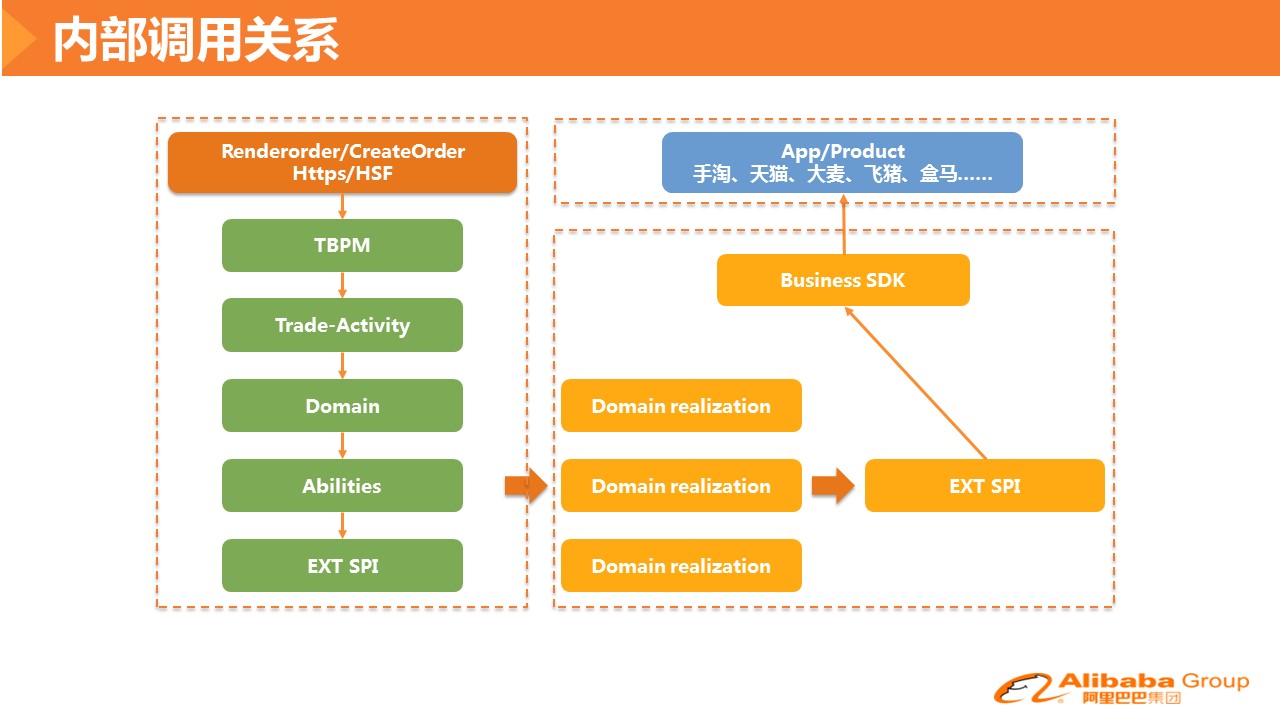 内部调用关系
Renderorder/CreateOrder
Https/HSF
TBPM
Trade-Activity
Domain
Abilities
EXT SPI
App/Product
手淘、天猫、大麦、飞猪、盒马......
Business SDK
Domain realization
Domain realization
EXT SPI
Domain realization
Alibaba Group
阿里巴巴集团